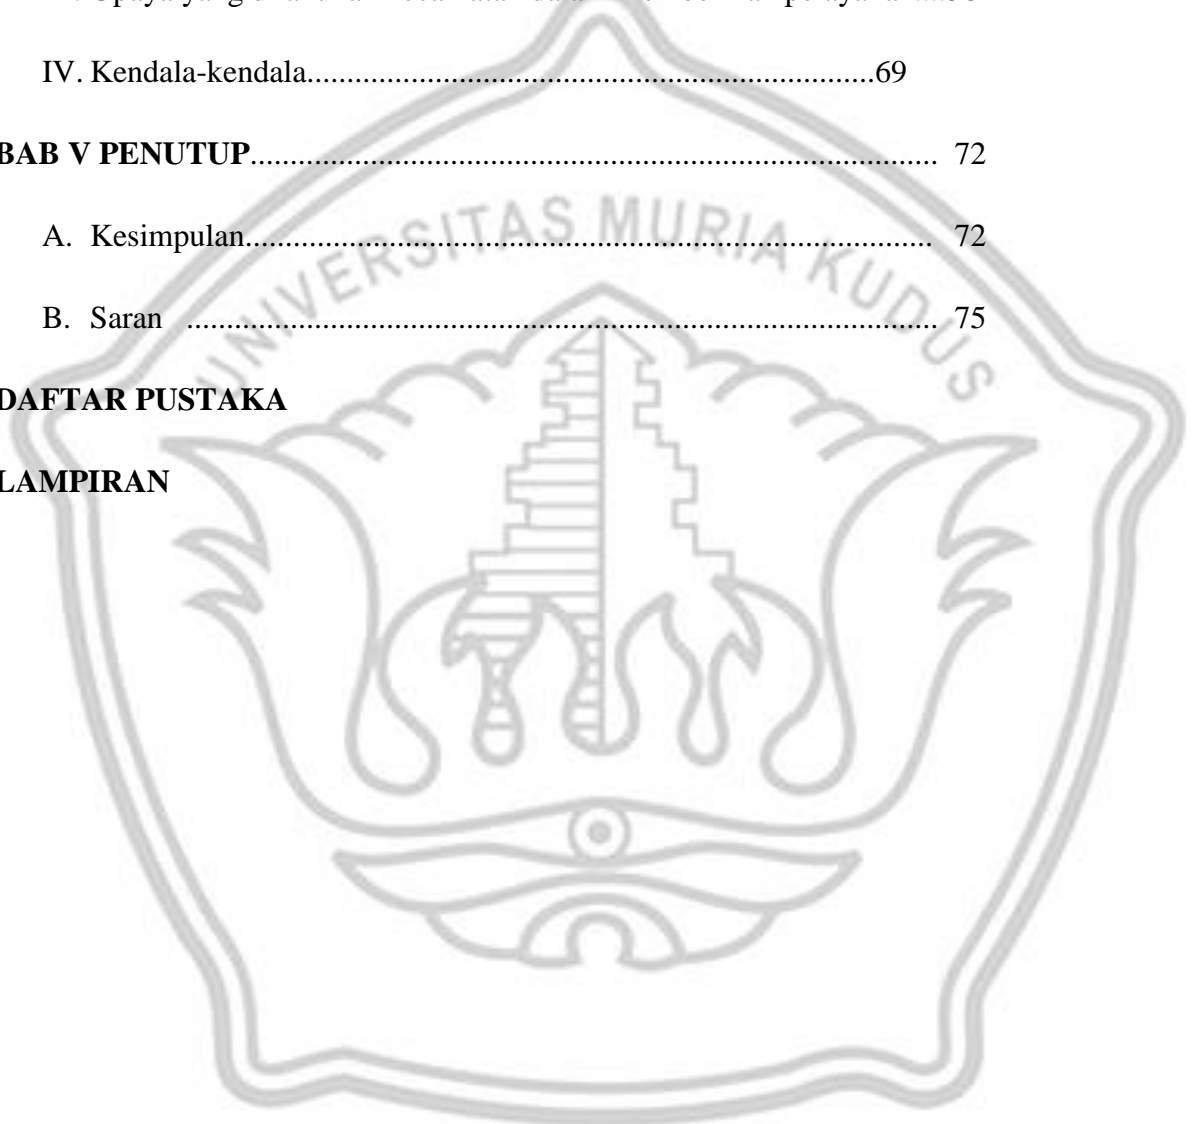 IV. Kendala-kendala.......................................................................69
BAB V PENUTUP...................................................................................... 72
A. Kesimpulan...................................................................................... 72
B. Saran .............................................................................................. 75
DAFTAR PUSTAKA
LAMPIRAN
UNIVERSITAS MURIA KUDUS